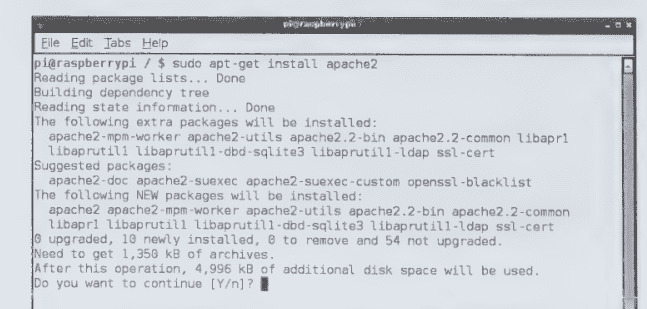 pi@raspberrypi: /
File Edit Tabs Help
pi@raspberrypi / $ sudo apt-get install apache2
Reading package lists... Done
Building dependency tree
Reading state information... Done
The following extra packages will be installed:
apache2-mpm-worker apache2-utils apache2.2-bin apache2.2-common libapr1
libaprutil1 libaprutil1-dbd-sqlite3 libaprutil1-ldap ssl-cert
Suggested packages:
apache2-doc apache2-suexec apache2-suexec-custom openssl-blacklist
The following NEW packages will be installed:
apache2 apache2-mpm-worker apache2-utils apache2.2-bin apache2.2-common
libapr1 libaprutil1 libaprutil1-dbd-sqlite3 libaprutil1-ldap ssl-cert
0 upgraded, 10 newly installed, 0 to remove and 54 not upgraded.
Need to get 1,350 kB of archives.
After this operation, 4,996 kB of additional disk space will be used.
Do you want to continue [Y/n]?